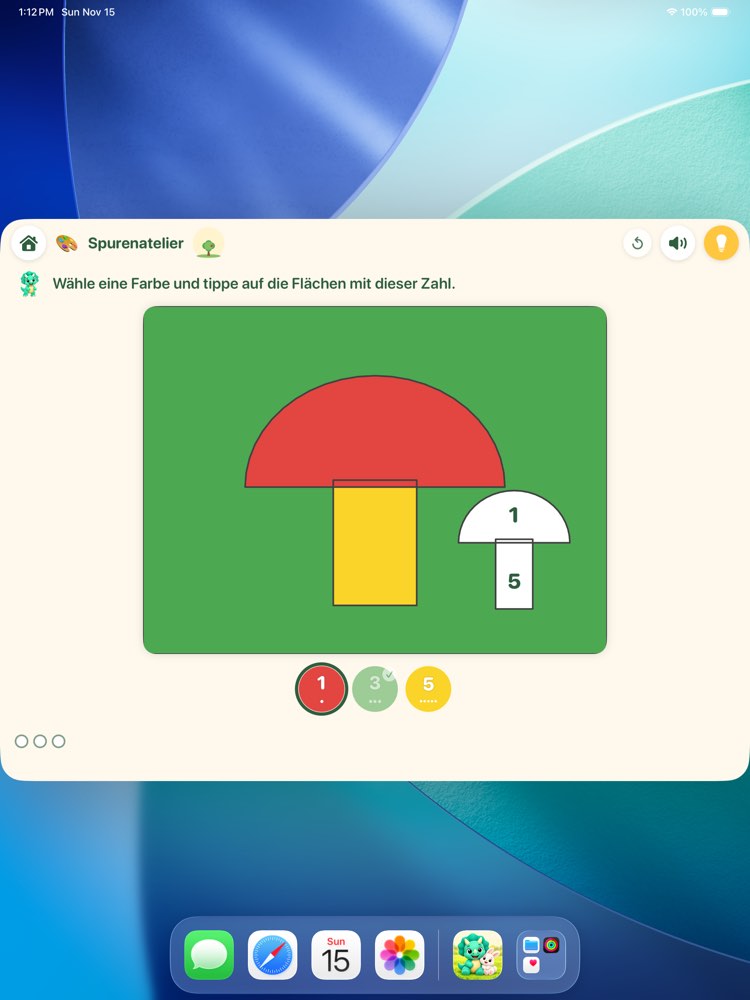 1:12 PM Sun Nov 15
100%
Spurenatelier
Wähle eine Farbe und tippe auf die Flächen mit dieser Zahl.
1
5
1
3
5
Sun
15